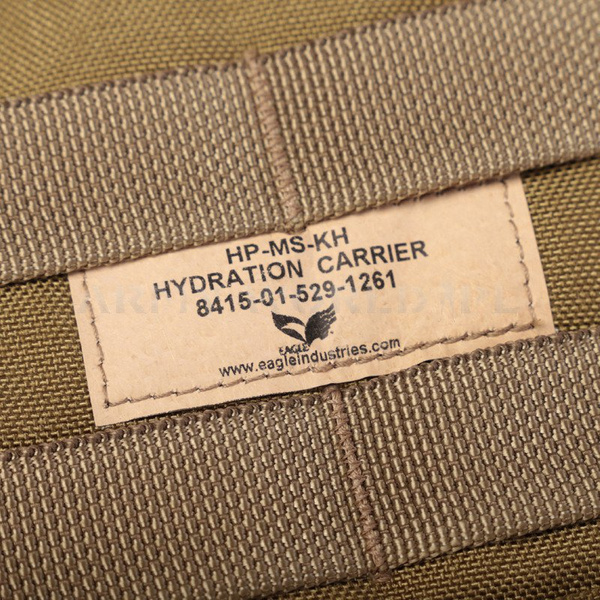 HP-MS-KH
HYDRATION CARRIER
8415-01-529-1261
EAGLE
www.eagleindustries.com